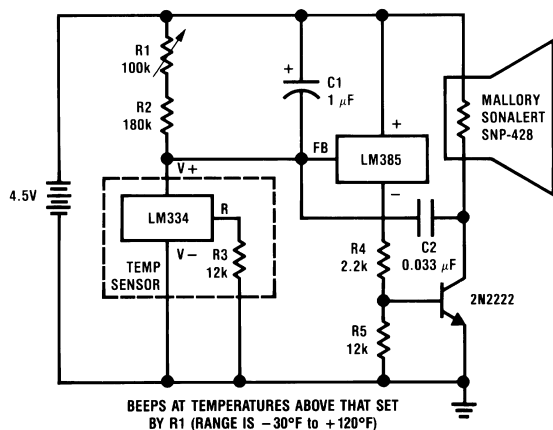 R1
100k
R2
180k
+
C1
1 μF
MALLORY
SONALERT
SNP-428
+
FB
LM385
−
V+
4.5V
LM334
R
V−
TEMP
SENSOR
R3
12k
R4
2.2k
C2
0.033 μF
2N2222
R5
12k
BEEPS AT TEMPERATURES ABOVE THAT SET
BY R1 (RANGE IS −30°F to +120°F)